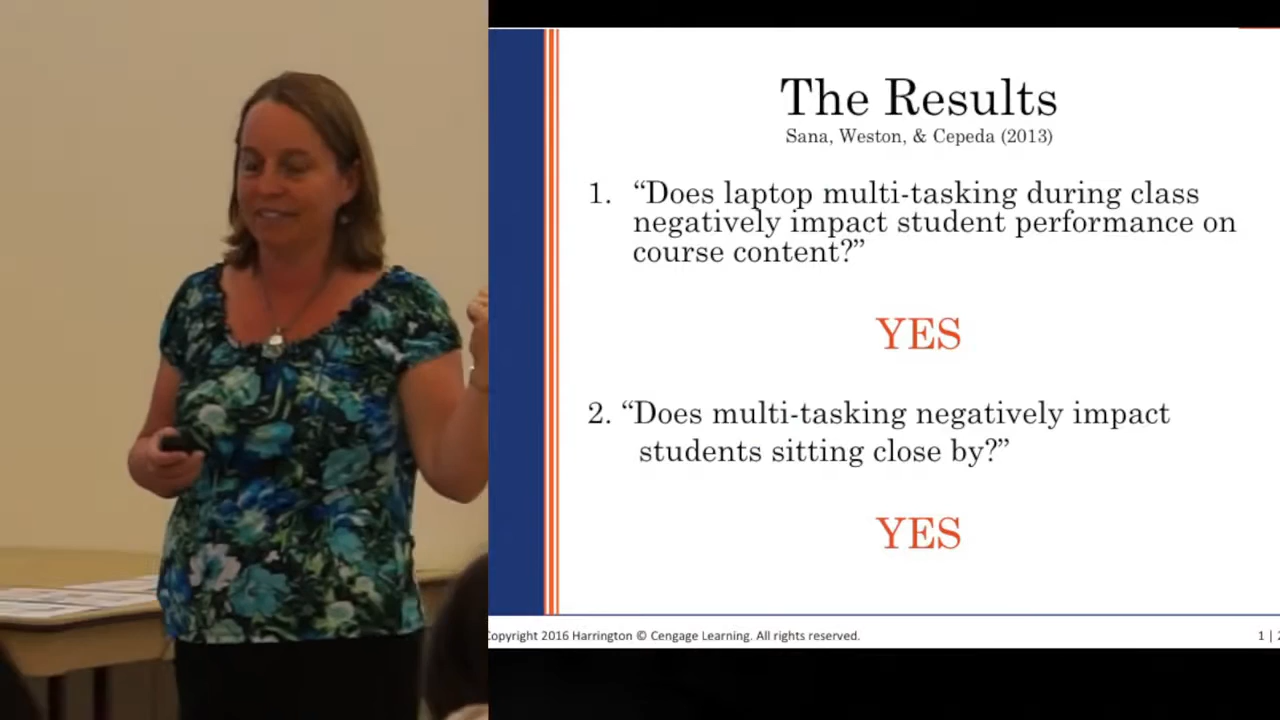 The Results
Sana, Weston, & Cepeda (2013)
1. “Does laptop multi-tasking during class
negatively impact student performance on
course content?”
YES
2. “Does multi-tasking negatively impact
students sitting close by?”
YES
opyright 2016 Harrington © Cengage Learning. All rights reserved.
1 | 2